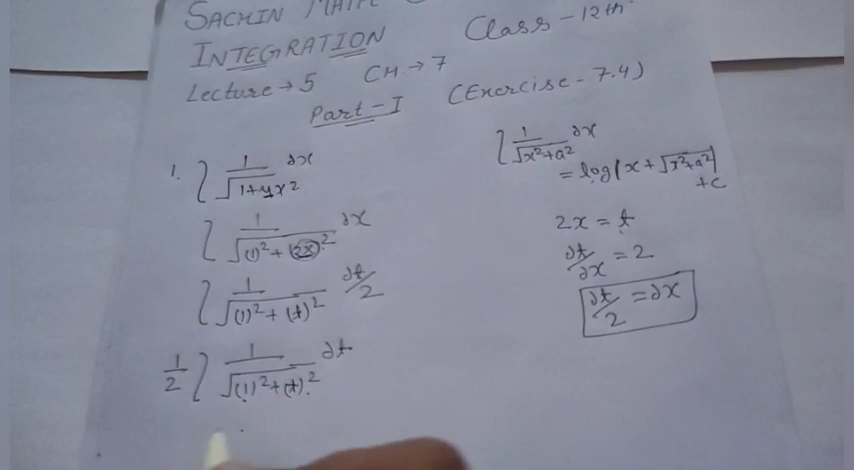 SACHIN MATH
INTEGRATION Class - 12th
Lecture → 5 CH. → 7
Part - I (Exercise - 7.4)
1. ∫ 1/√1+4x² dx
∫ 1/√(1)²+(2x)² dx
∫ 1/√(1)²+(t)² dt/2
1/2 ∫ 1/√(1)²+(t)² dt
∫ 1/√x²+a² dx
= log|x+√x²+a²|
+c
2x = t
dt/dx = 2
dt/2 = dx